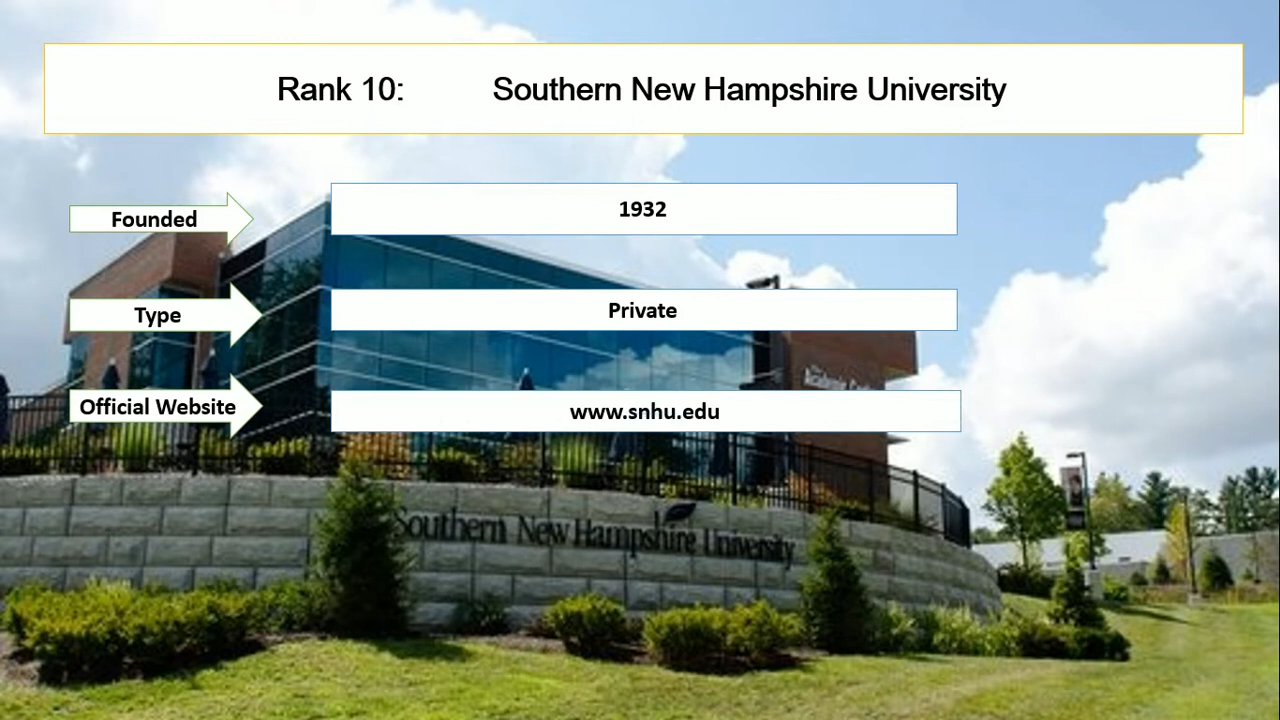 Rank 10: Southern New Hampshire University
Founded
1932
Type
Private
Official Website
www.snhu.edu
Southern New Hampshire University